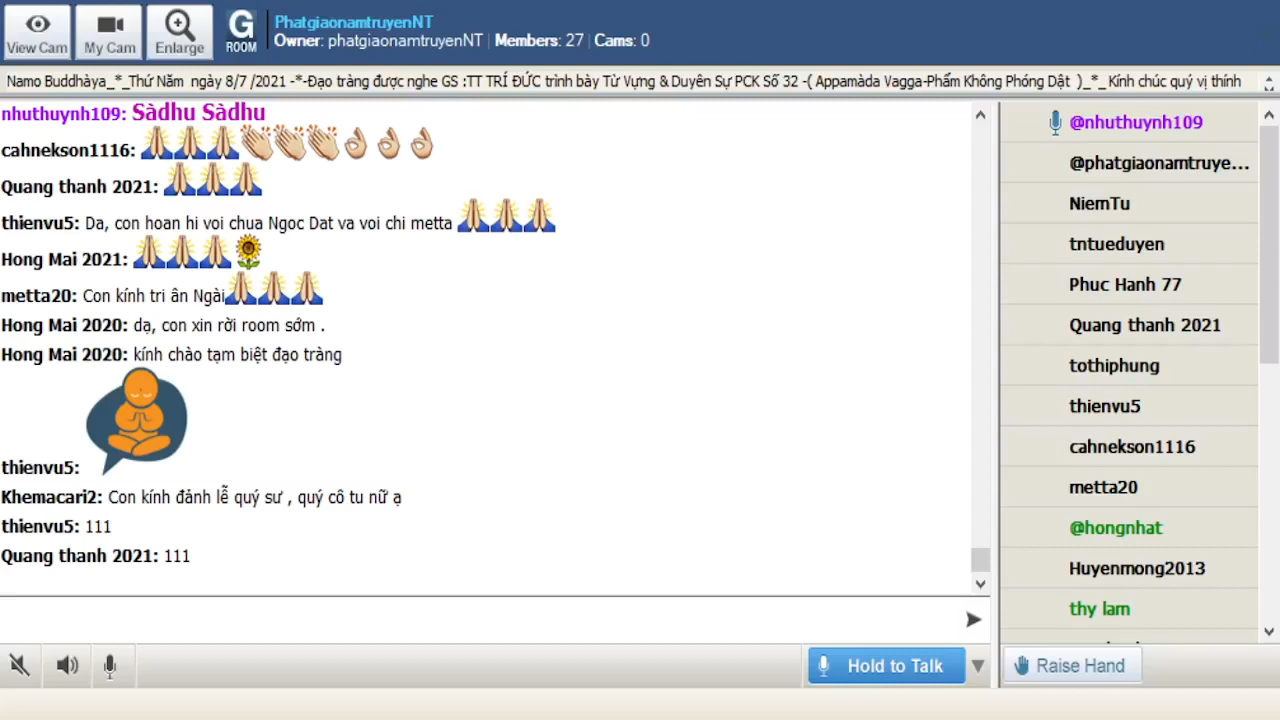 View Cam
My Cam
Enlarge
G
ROOM
PhatgiaonamtruyenNT
Owner: phatgiaonamtruyenNT | Members: 27 | Cams: 0
Namo Buddhàya_*_Thứ Năm ngày 8/7 /2021 -*-Đạo tràng được nghe GS :TT TRÍ ĐỨC trình bày Từ Vựng & Duyên Sự PCK Số 32 -( Appamàda Vagga-Phẩm Không Phóng Dật )_*_ Kính chúc quý vị thính
nhuthuynh109: Sàdhu Sàdhu
cahnekson1116: 🙏🙏🙏👏👏👏👌👌👌
Quang thanh 2021: 🙏🙏🙏
thienvu5: Da, con hoan hi voi chua Ngoc Dat va voi chi metta 🙏🙏🙏
Hong Mai 2021: 🙏🙏🙏🌻
metta20: Con kính tri ân Ngài🙏🙏🙏
Hong Mai 2020: dạ, con xin rời room sớm .
Hong Mai 2020: kính chào tạm biệt đạo tràng
thienvu5:
Khemacari2: Con kính đảnh lễ quý sư , quý cô tu nữ ạ
thienvu5: 111
Quang thanh 2021: 111
Hold to Talk
@nhuthuynh109
@phatgiaonamtruye...
NiemTu
tntueduyen
Phuc Hanh 77
Quang thanh 2021
tothiphung
thienvu5
cahnekson1116
metta20
@hongnhat
Huyenmong2013
thy lam
Raise Hand